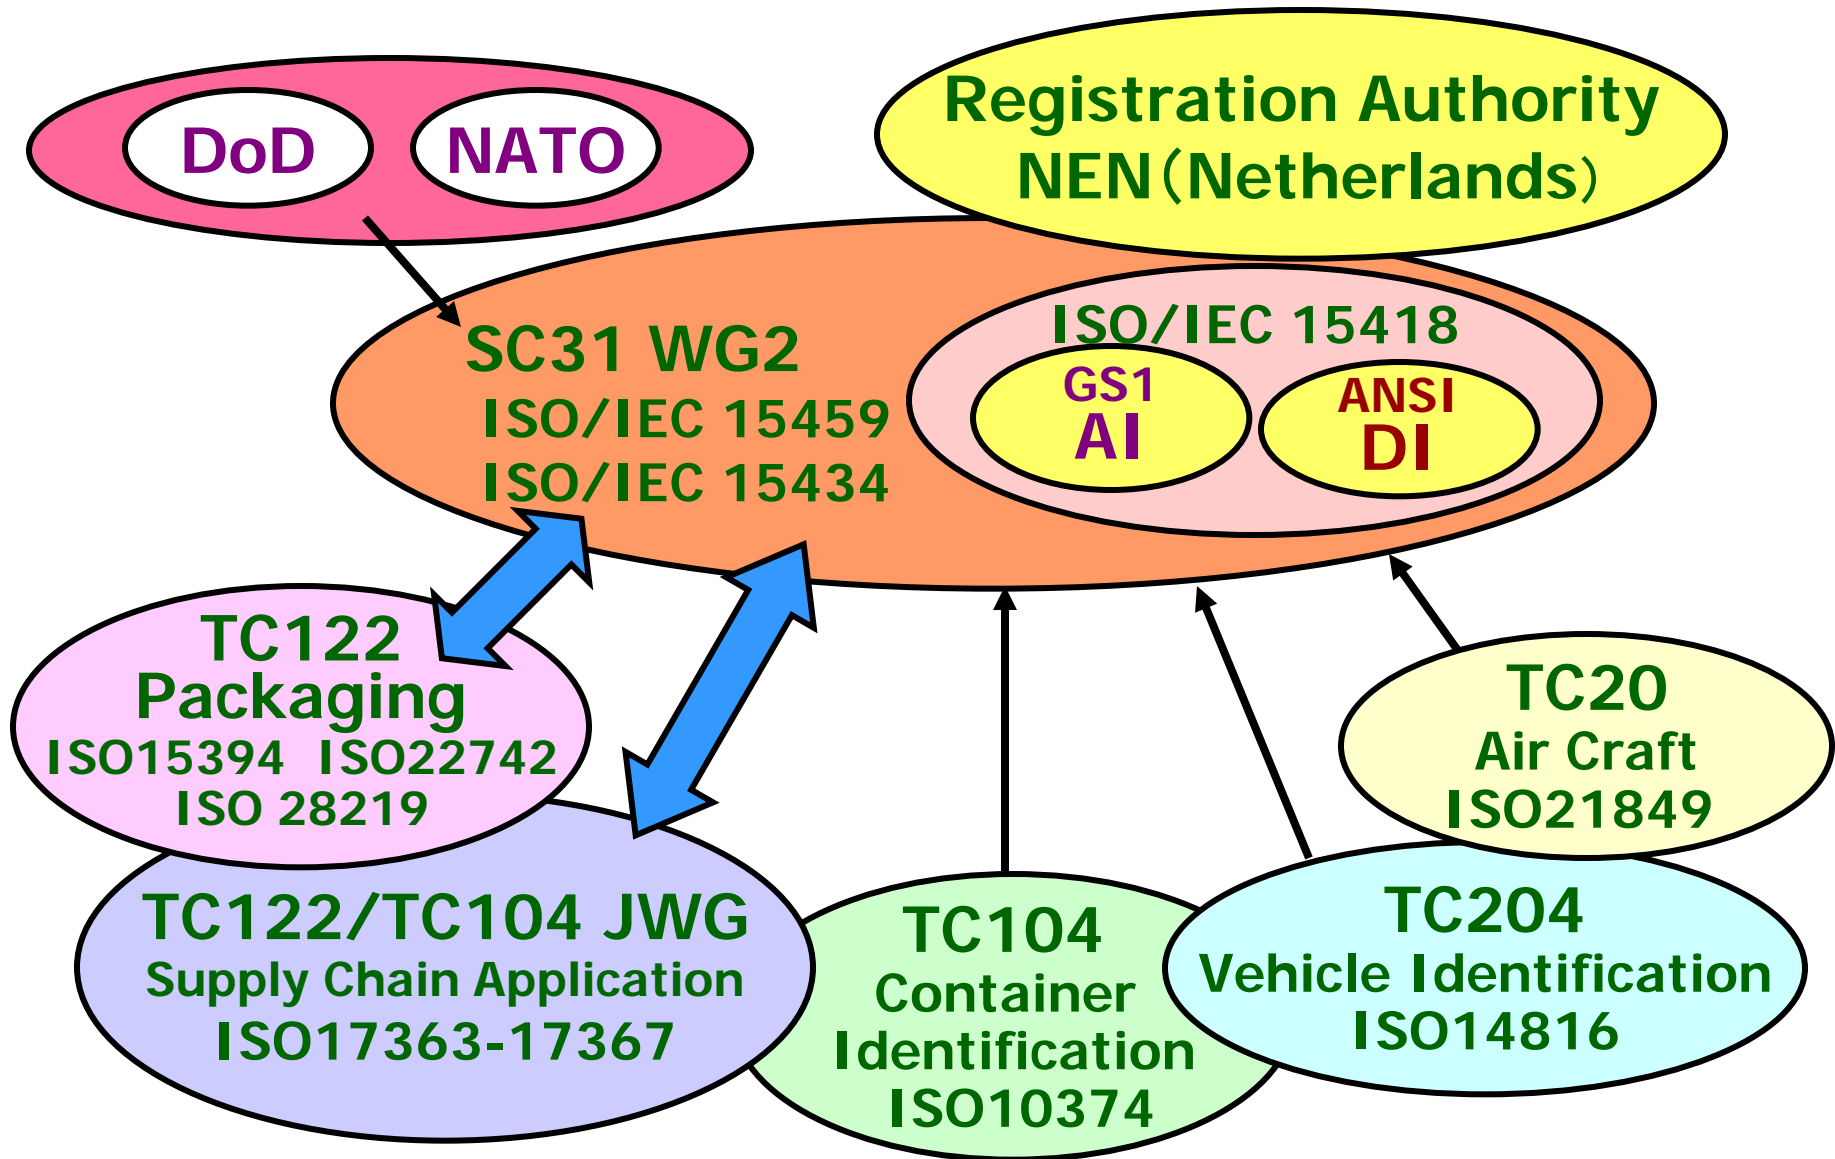 DoD
NATO
Registration Authority
NEN(Netherlands)
SC31 WG2
ISO/IEC 15459
ISO/IEC 15434
ISO/IEC 15418
GS1
AI
ANSI
DI
TC122
Packaging
ISO15394 ISO22742
ISO 28219
TC122/TC104 JWG
Supply Chain Application
ISO17363-17367
TC104
Container
Identification
ISO10374
TC204
Vehicle Identification
ISO14816
TC20
Air Craft
ISO21849